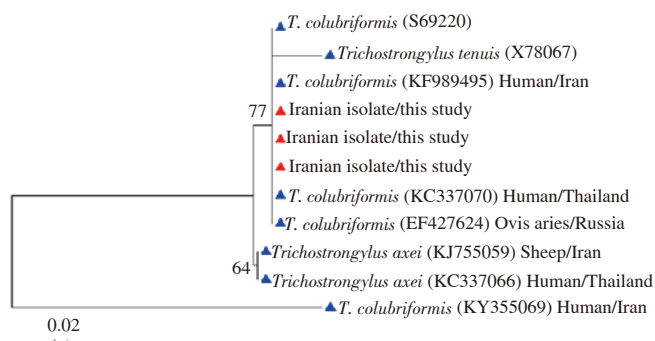 T. colubriformis (S69220)
Trichostrongylus tenuis (X78067)
T. colubriformis (KF989495) Human/Iran
77
Iranian isolate/this study
Iranian isolate/this study
Iranian isolate/this study
T. colubriformis (KC337070) Human/Thailand
T. colubriformis (EF427624) Ovis aries/Russia
Trichostrongylus axei (KJ755059) Sheep/Iran
64
Trichostrongylus axei (KC337066) Human/Thailand
T. colubriformis (KY355069) Human/Iran
0.02